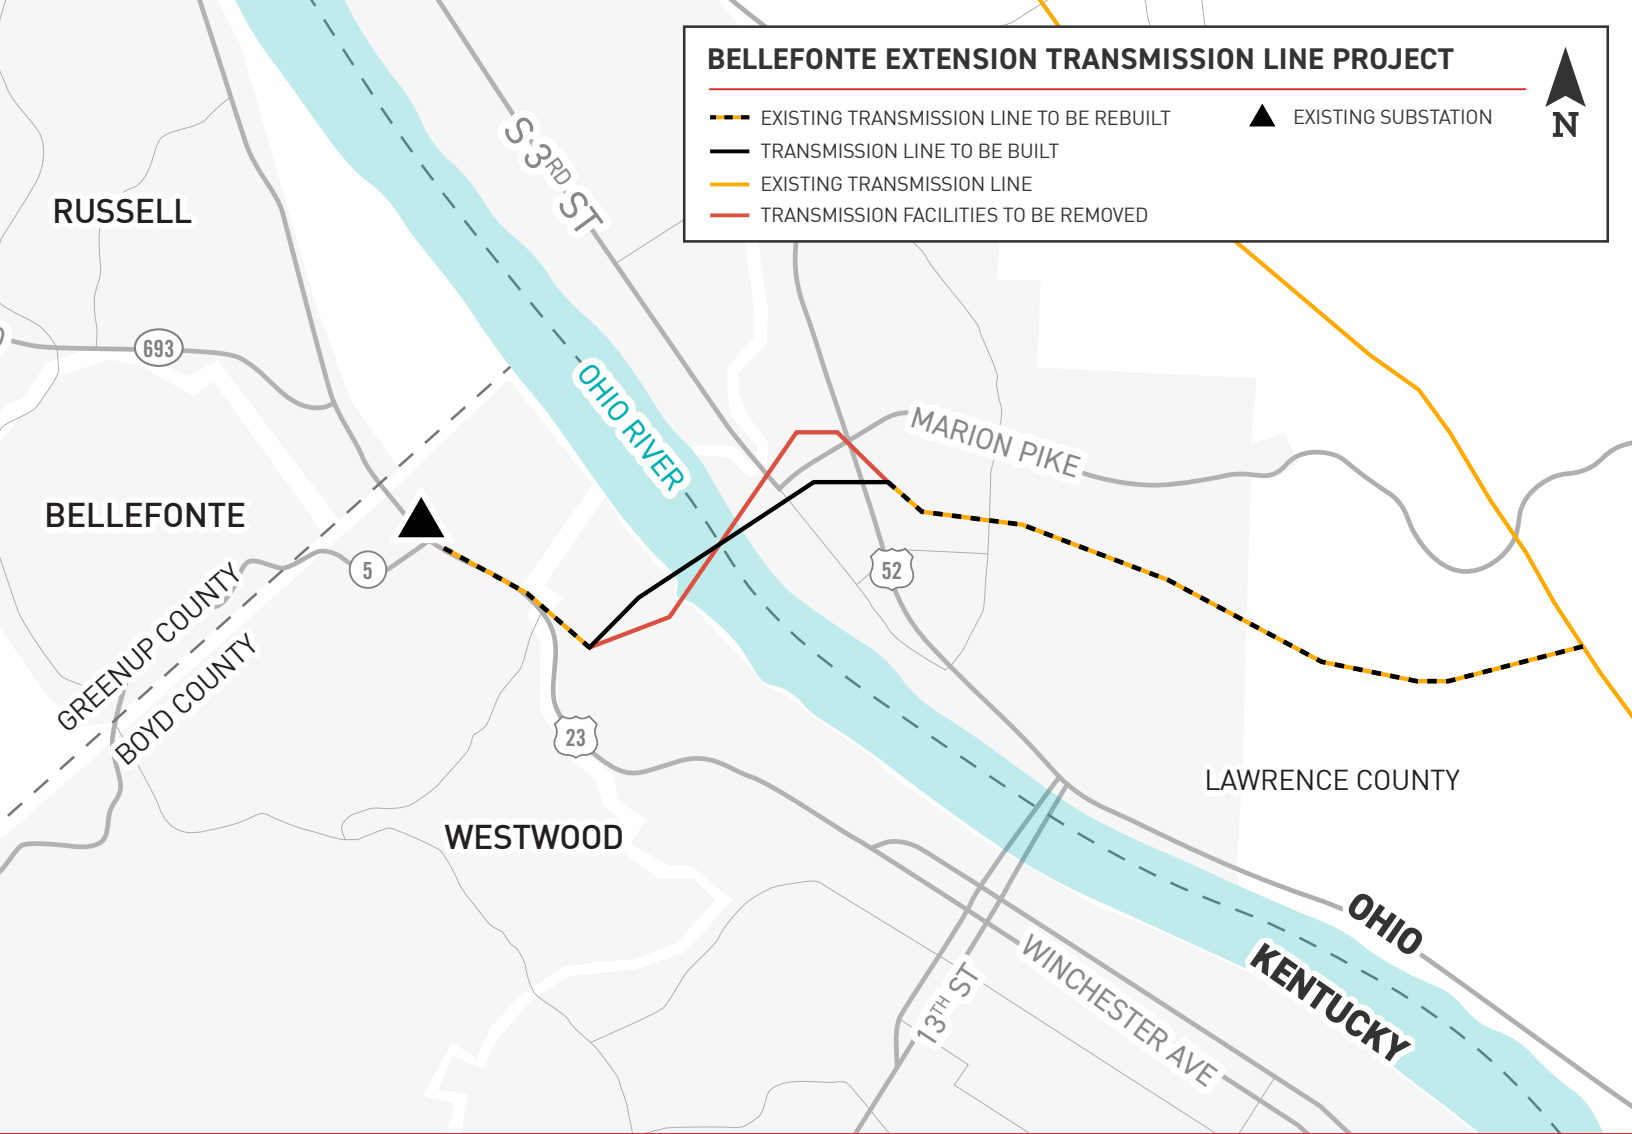 BELLEFONTE EXTENSION TRANSMISSION LINE PROJECT
EXISTING TRANSMISSION LINE TO BE REBUILT
EXISTING SUBSTATION
TRANSMISSION LINE TO BE BUILT
EXISTING TRANSMISSION LINE
TRANSMISSION FACILITIES TO BE REMOVED
N
S 3RD ST
RUSSELL
693
OHIO RIVER
MARION PIKE
BELLEFONTE
5
52
GREENUP COUNTY
BOYD COUNTY
23
LAWRENCE COUNTY
WESTWOOD
OHIO
KENTUCKY
13TH ST
WINCHESTER AVE